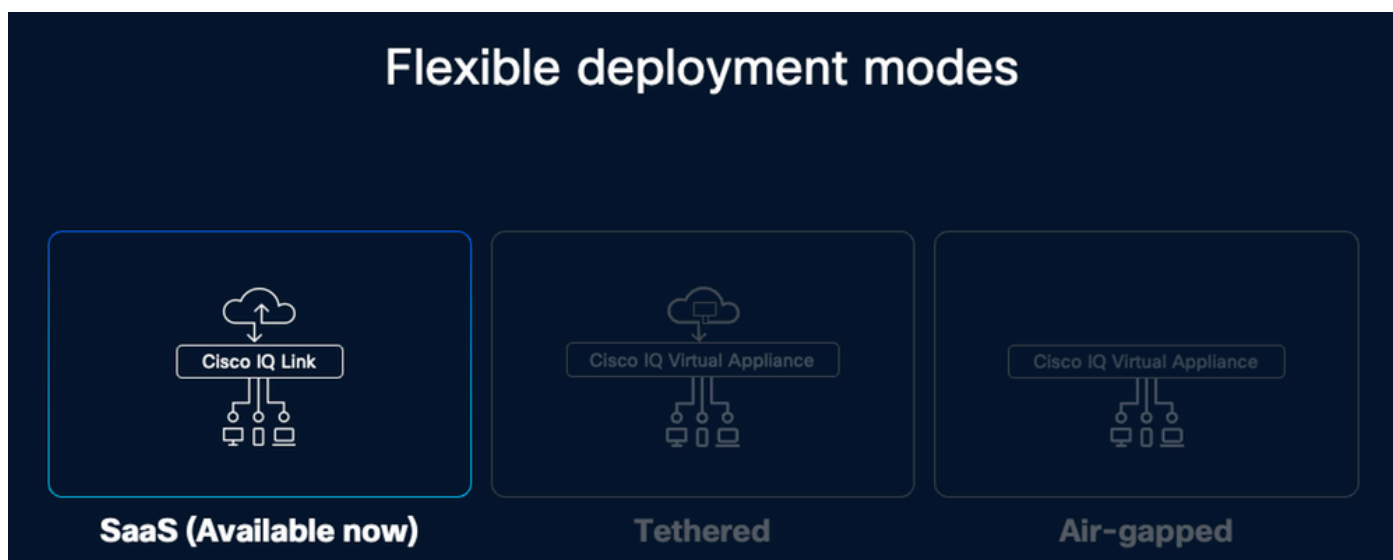 Flexible deployment modes
Cisco IQ Link
Cisco IQ Virtual Appliance
Cisco IQ Virtual Appliance
SaaS (Available now)
Tethered
Air-gapped